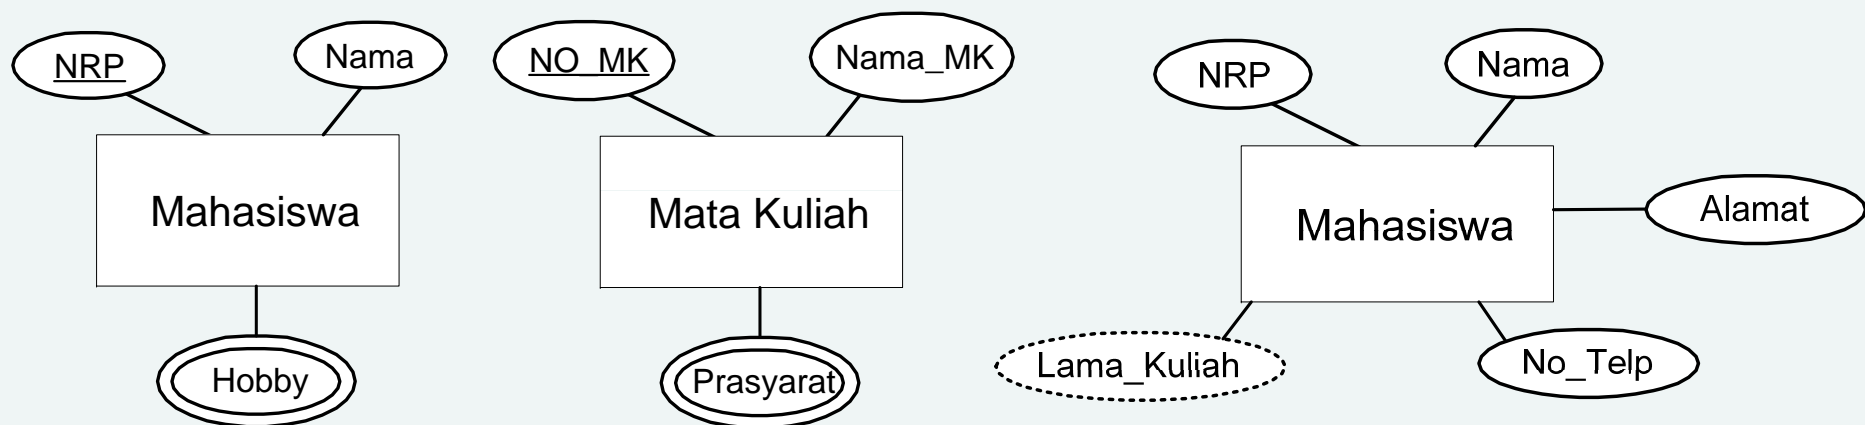 NRP
Nama
Mahasiswa
Hobby
NO_MK
Nama_MK
Mata Kuliah
Prasyarat
NRP
Nama
Mahasiswa
Alamat
Lama_Kuliah
No_Telp